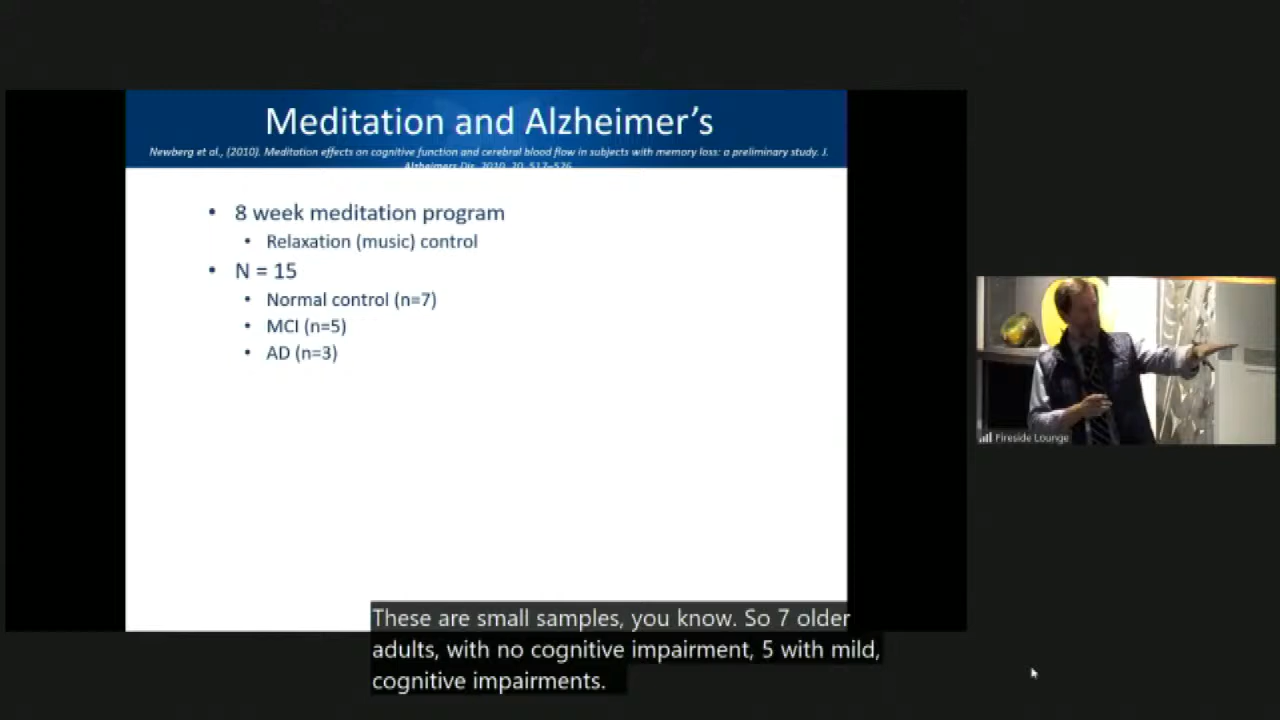 Meditation and Alzheimer's
Newberg et al., (2010). Meditation effects on cognitive function and cerebral blood flow in subjects with memory loss: a preliminary study. J.
Alzheimers Dis. 2010, 20, 517–526
• 8 week meditation program
• Relaxation (music) control
• N = 15
• Normal control (n=7)
• MCI (n=5)
• AD (n=3)
Fireside Lounge
These are small samples, you know. So 7 older
adults, with no cognitive impairment, 5 with mild,
cognitive impairments.